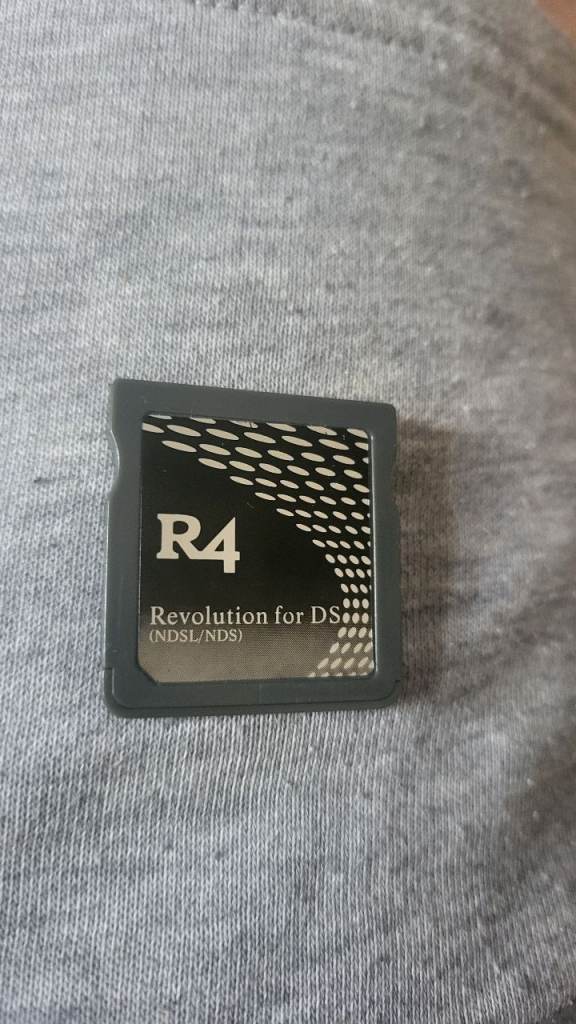 R4
Revolution for DS
(NDSL/NDS)